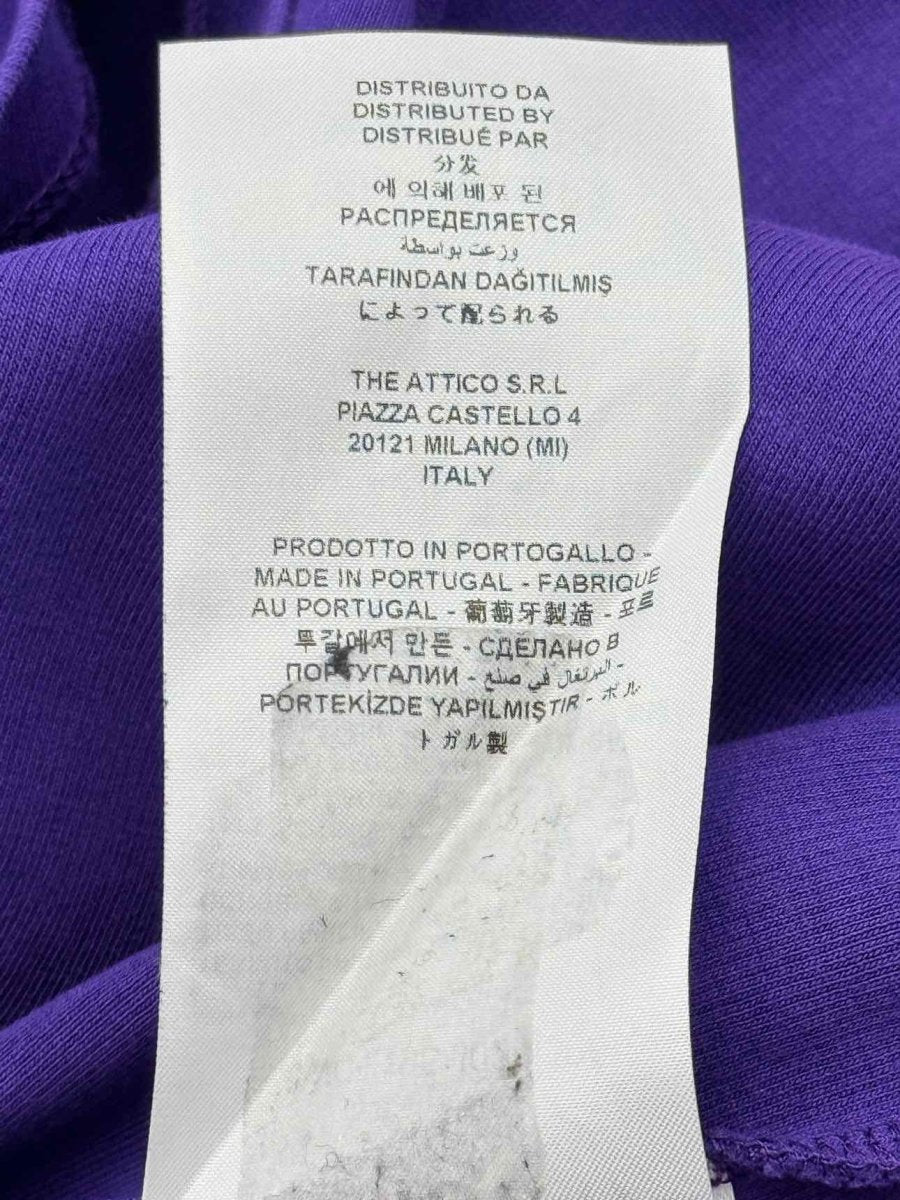 DISTRIBUITO DA
DISTRIBUTED BY
DISTRIBUÉ PAR
分发
에 의해 배포 된
РАСПРЕДЕЛЯЕТСЯ
وزعت بواسطة
TARAFINDAN DAĞITILMIŞ
によって配られる
THE ATTICO S.R.L
PIAZZA CASTELLO 4
20121 MILANO (MI)
ITALY
PRODOTTO IN PORTOGALLO -
MADE IN PORTUGAL - FABRIQUE
AU PORTUGAL - 葡萄牙製造 - 포르
투갈에서 만든 - СДЕЛАНО В
ПОРТУГАЛИИ - البرتغال في صنع -
PORTEKİZDE YAPILMIŞTIR - ポル
トガル製